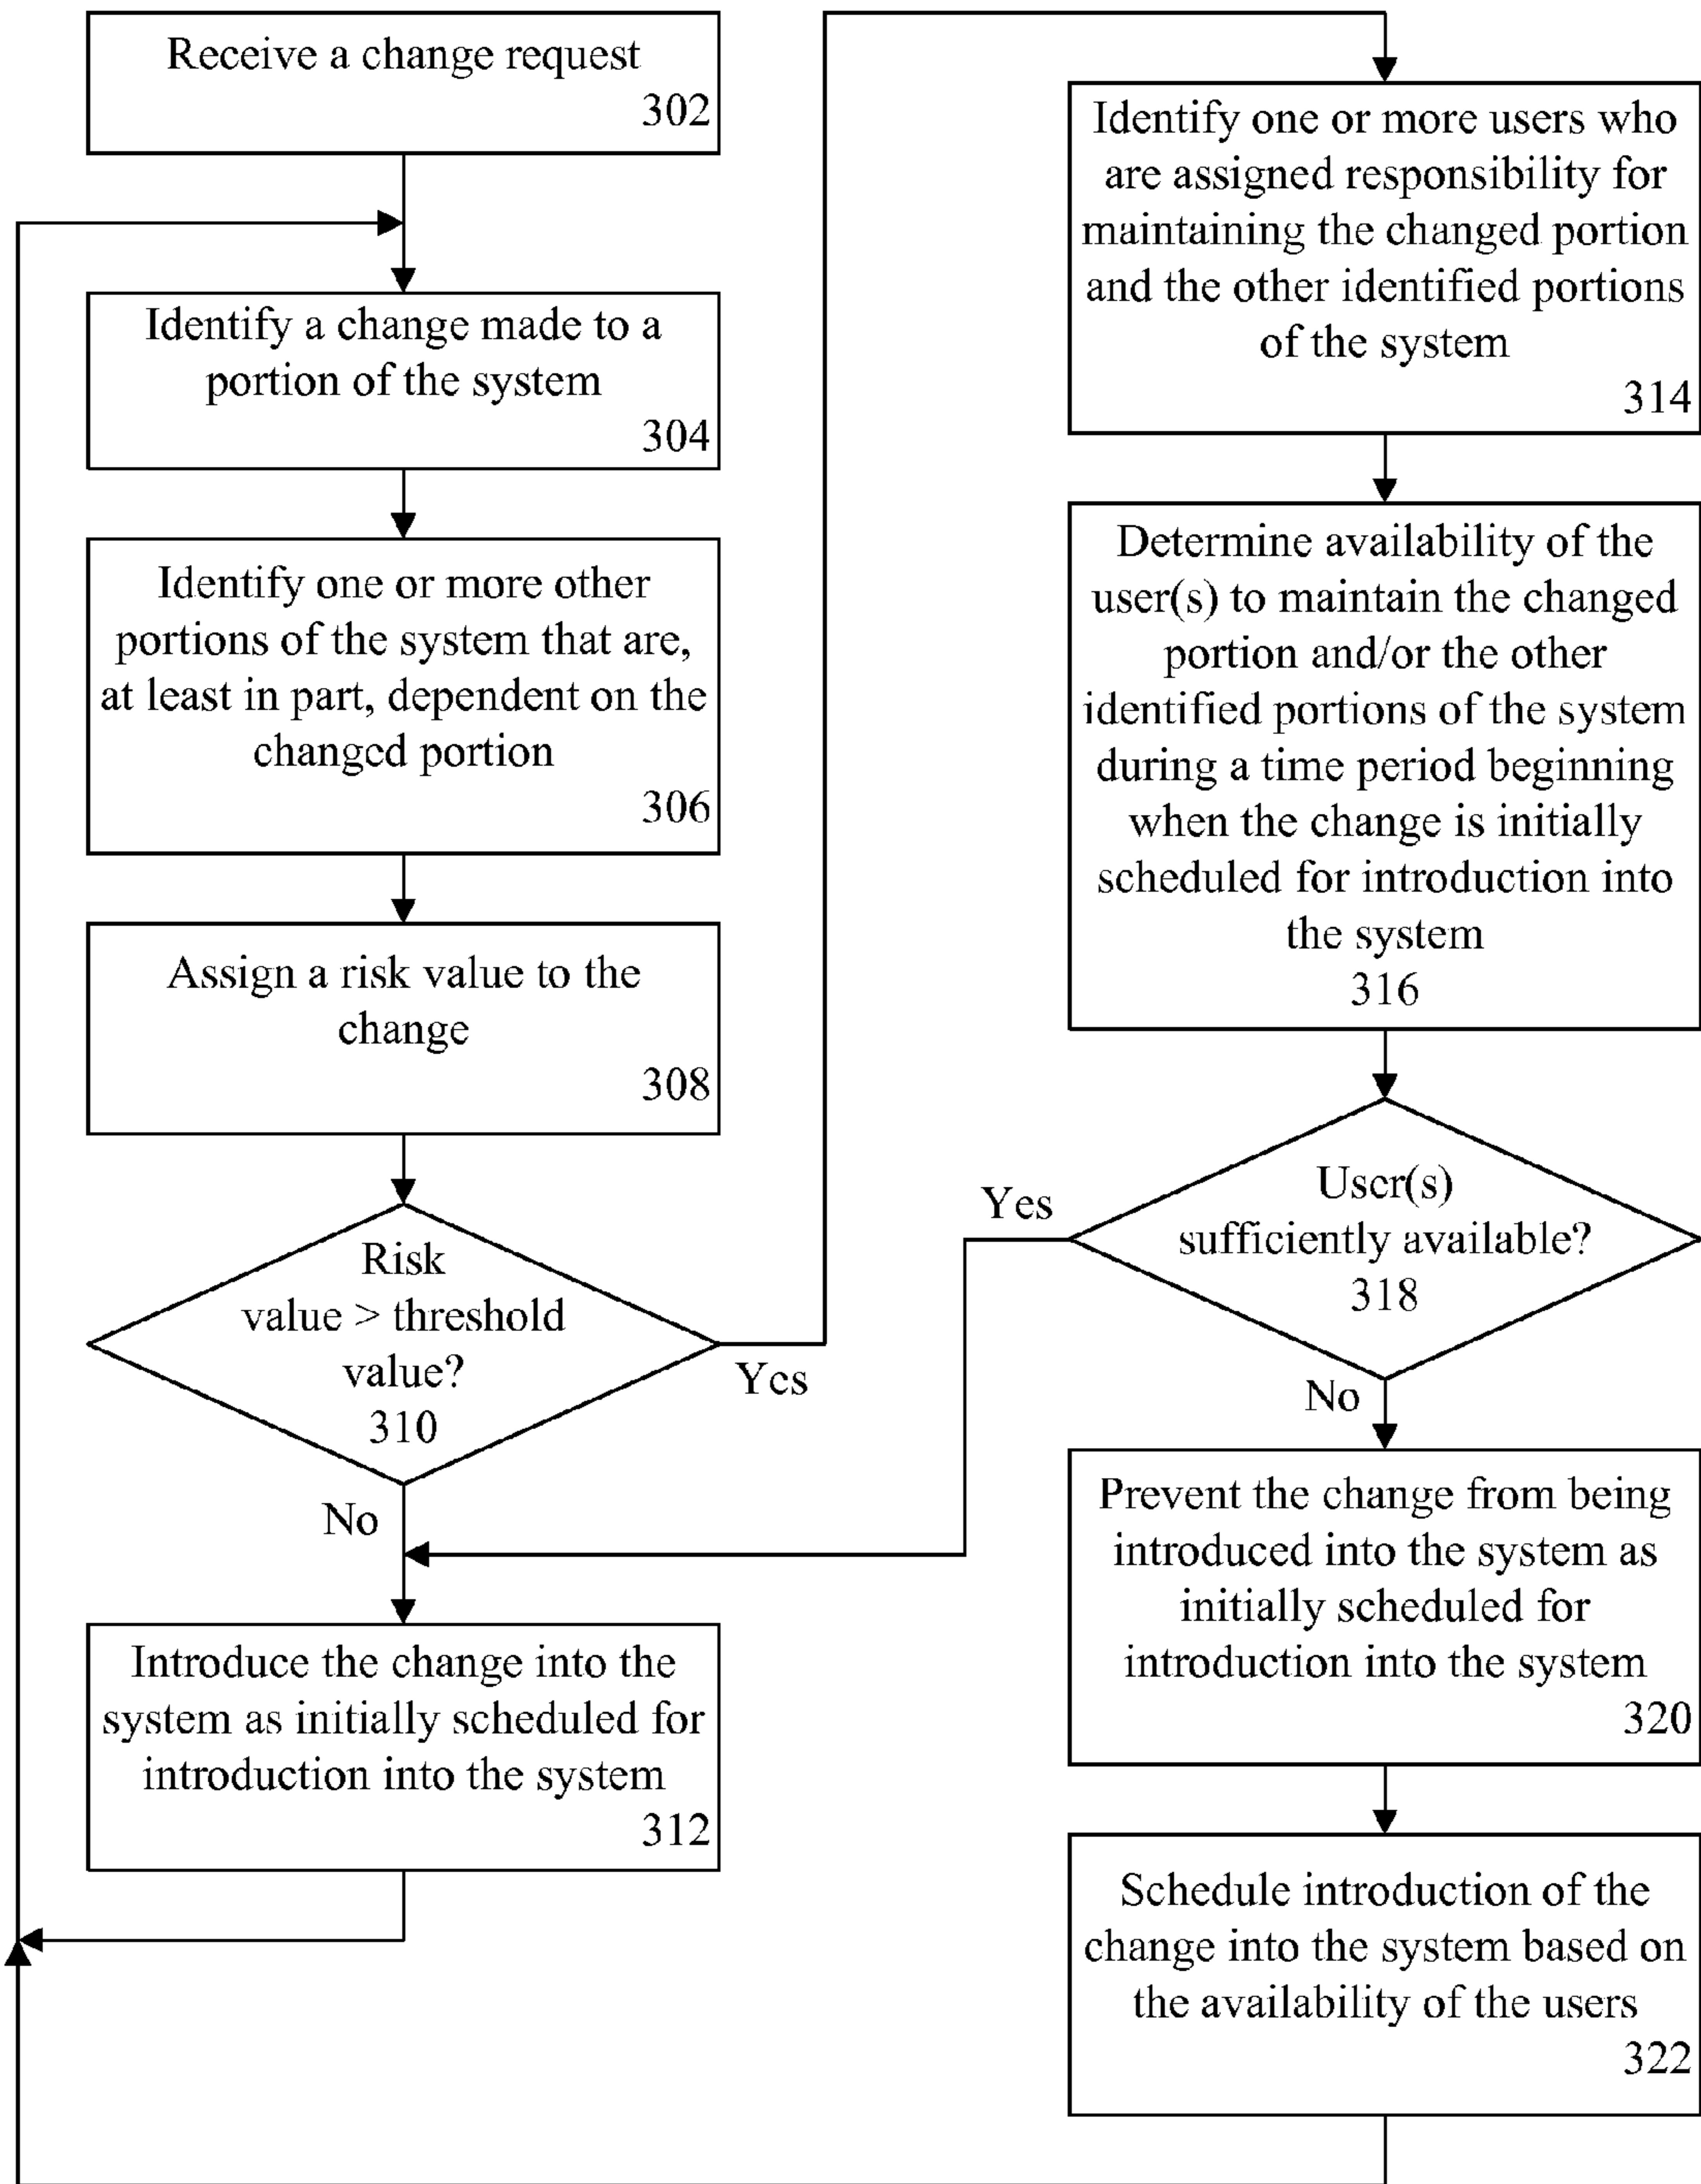 Receive a change request
302
Identify a change made to a
portion of the system
304
Identify one or more other
portions of the system that are,
at least in part, dependent on the
changed portion
306
Assign a risk value to the
change
308
Risk
value > threshold
value?
310
Yes
No
Introduce the change into the
system as initially scheduled for
introduction into the system
312
Identify one or more users who
are assigned responsibility for
maintaining the changed portion
and the other identified portions
of the system
314
Determine availability of the
user(s) to maintain the changed
portion and/or the other
identified portions of the system
during a time period beginning
when the change is initially
scheduled for introduction into
the system
316
User(s)
sufficiently available?
318
Yes
No
Prevent the change from being
introduced into the system as
initially scheduled for
introduction into the system
320
Schedule introduction of the
change into the system based on
the availability of the users
322